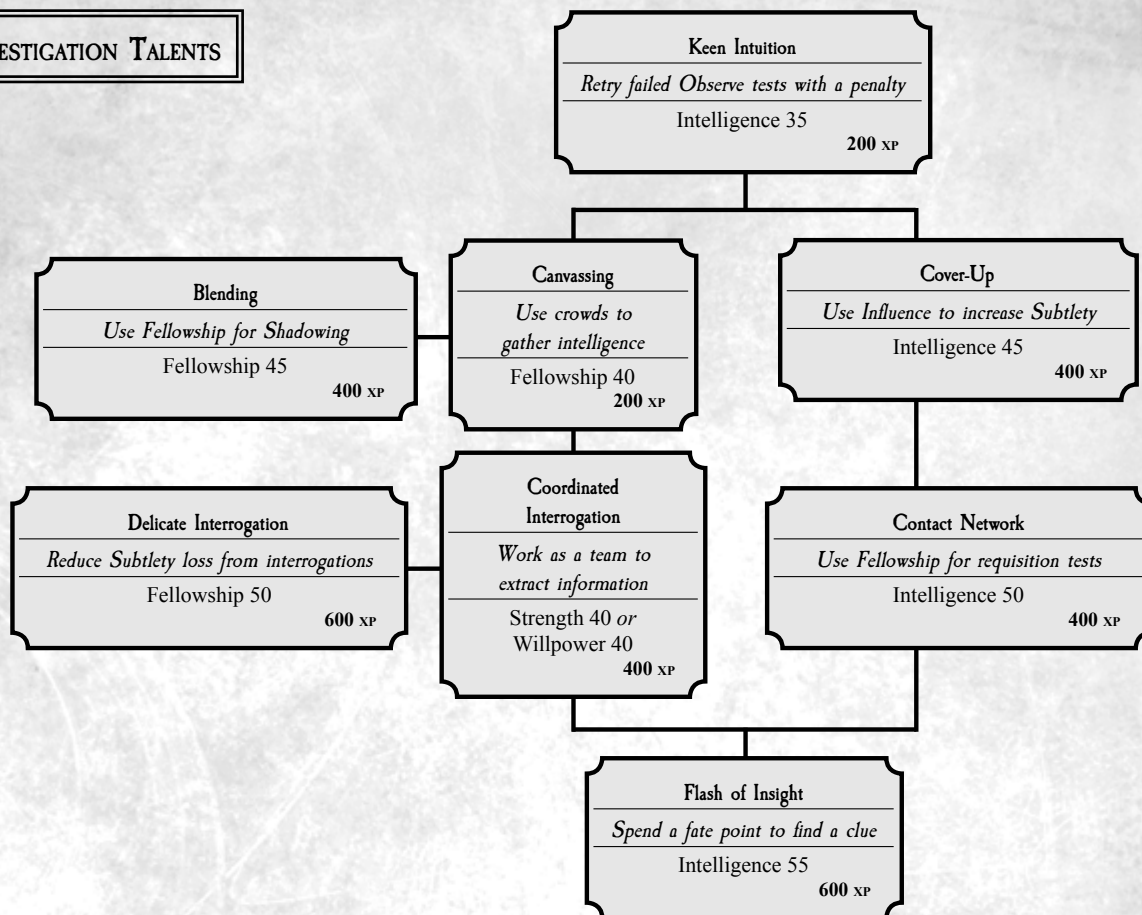 ESTIGATION TALENTS
Keen Intuition
Retry failed Observe tests with a penalty
Intelligence 35
200 XP
Blending
Use Fellowship for Shadowing
Fellowship 45
400 XP
Canvassing
Use crowds to
gather intelligence
Fellowship 40
200 XP
Cover-Up
Use Influence to increase Subtlety
Intelligence 45
400 XP
Delicate Interrogation
Reduce Subtlety loss from interrogations
Fellowship 50
600 XP
Coordinated
Interrogation
Work as a team to
extract information
Strength 40 or
Willpower 40
400 XP
Contact Network
Use Fellowship for requisition tests
Intelligence 50
400 XP
Flash of Insight
Spend a fate point to find a clue
Intelligence 55
600 XP